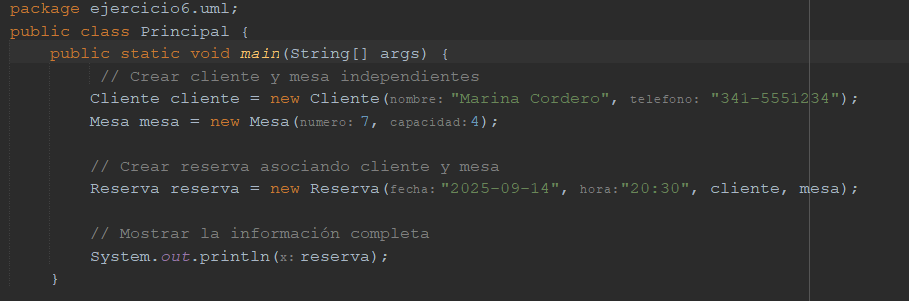 package ejercicio6.uml;
public class Principal {
    public static void main(String[] args) {
         // Crear cliente y mesa independientes
        Cliente cliente = new Cliente(nombre: "Marina Cordero", telefono: "341-5551234");
        Mesa mesa = new Mesa(numero: 7, capacidad: 4);

        // Crear reserva asociando cliente y mesa
        Reserva reserva = new Reserva(fecha: "2025-09-14", hora: "20:30", cliente, mesa);

        // Mostrar la información completa
        System.out.println(x: reserva);
    }